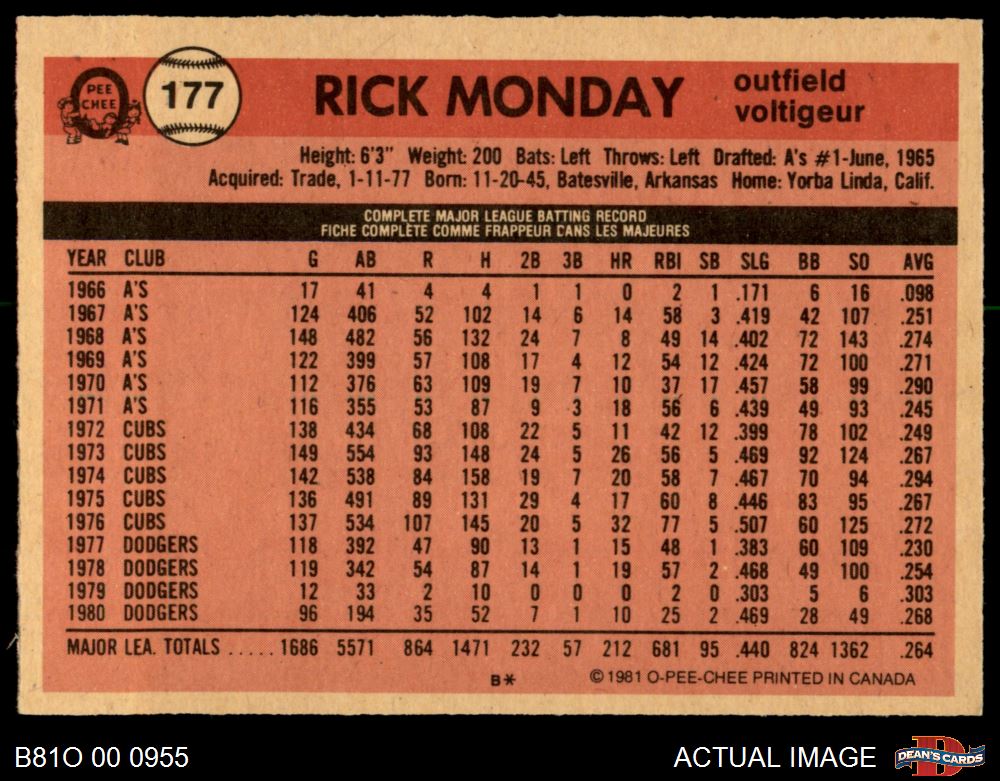 PEE
CHEE
177
RICK MONDAY
outfield
voltigeur
Height: 6'3" Weight: 200 Bats: Left Throws: Left Drafted: A's #1-June, 1965
Acquired: Trade, 1-11-77 Born: 11-20-45, Batesville, Arkansas Home: Yorba Linda, Calif.
COMPLETE MAJOR LEAGUE BATTING RECORD
FICHE COMPLÈTE COMME FRAPPEUR DANS LES MAJEURES
YEAR CLUB G AB R H 2B 3B HR RBI SB SLG BB SO AVG
1966 A'S 17 41 4 4 1 1 0 2 1 .171 6 16 .098
1967 A'S 124 406 52 102 14 6 14 58 3 .419 42 107 .251
1968 A'S 148 482 56 132 24 7 8 49 14 .402 72 143 .274
1969 A'S 122 399 57 108 17 4 12 54 12 .424 72 100 .271
1970 A'S 112 376 63 109 19 7 10 37 17 .457 58 99 .290
1971 A'S 116 355 53 87 9 3 18 56 6 .439 49 93 .245
1972 CUBS 138 434 68 108 22 5 11 42 12 .399 78 102 .249
1973 CUBS 149 554 93 148 24 5 26 56 5 .469 92 124 .267
1974 CUBS 142 538 84 158 19 7 20 58 7 .467 70 94 .294
1975 CUBS 136 491 89 131 29 4 17 60 8 .446 83 95 .267
1976 CUBS 137 534 107 145 20 5 32 77 5 .507 60 125 .272
1977 DODGERS 118 392 47 90 13 1 15 48 1 .383 60 109 .230
1978 DODGERS 119 342 54 87 14 1 19 57 2 .468 49 100 .254
1979 DODGERS 12 33 2 10 0 0 0 2 0 .303 5 6 .303
1980 DODGERS 96 194 35 52 7 1 10 25 2 .469 28 49 .268
MAJOR LEA. TOTALS ..... 1686 5571 864 1471 232 57 212 681 95 .440 824 1362 .264
B* ©1981 O-PEE-CHEE PRINTED IN CANADA
B81O 00 0955
ACTUAL IMAGE
DEAN'S CARDS